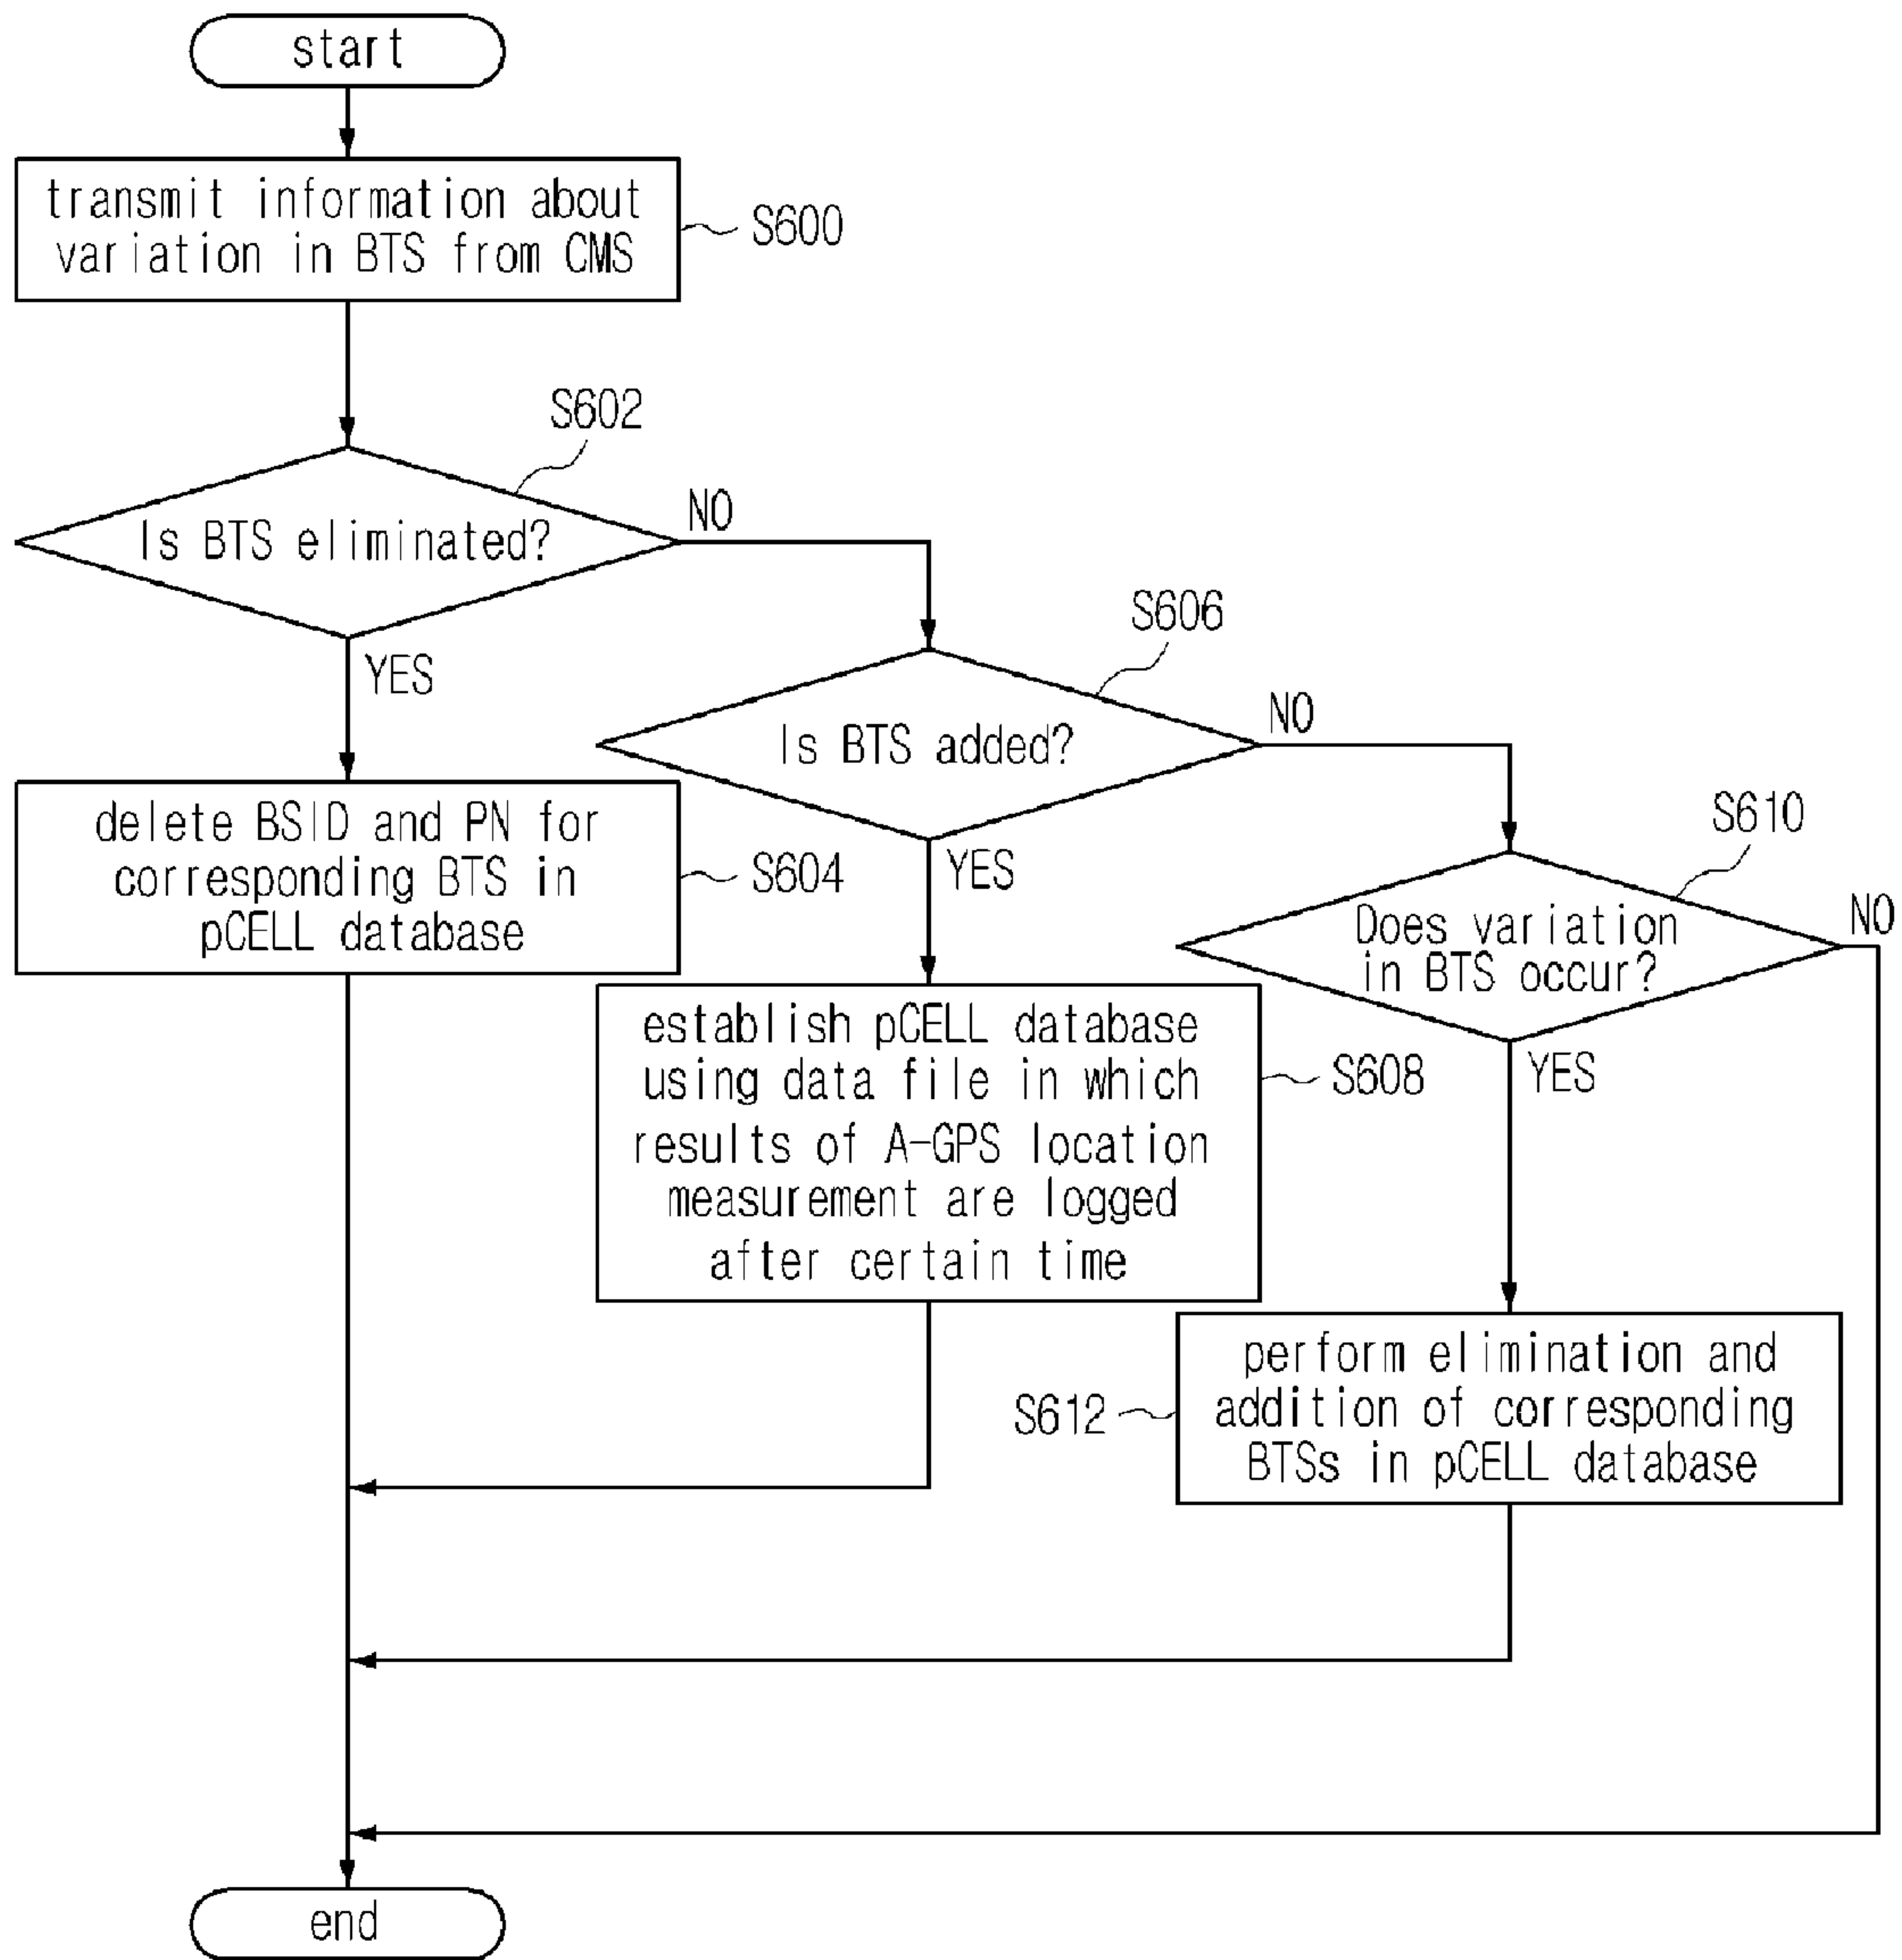 start
transmit information about
variation in BTS from CMS
S600
S602
Is BTS eliminated?
NO
YES
S606
Is BTS added?
NO
YES
delete BSID and PN for
corresponding BTS in
pCELL database
S604
S610
Does variation
in BTS occur?
NO
YES
establish pCELL database
using data file in which
results of A-GPS location
measurement are logged
after certain time
S608
perform elimination and
addition of corresponding
BTSs in pCELL database
S612
end